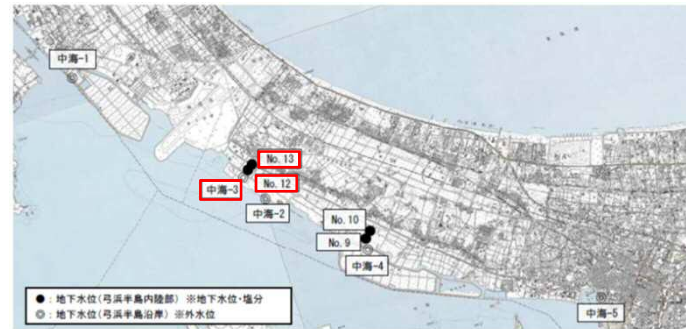 中海-1
No.13
中海-3
No.12
中海-2
No.10
No.9
中海-4
中海-5
●：地下水位(弓浜半島内陸部) ※地下水位・塩分
◎：地下水位(弓浜半島沿岸) ※外水位